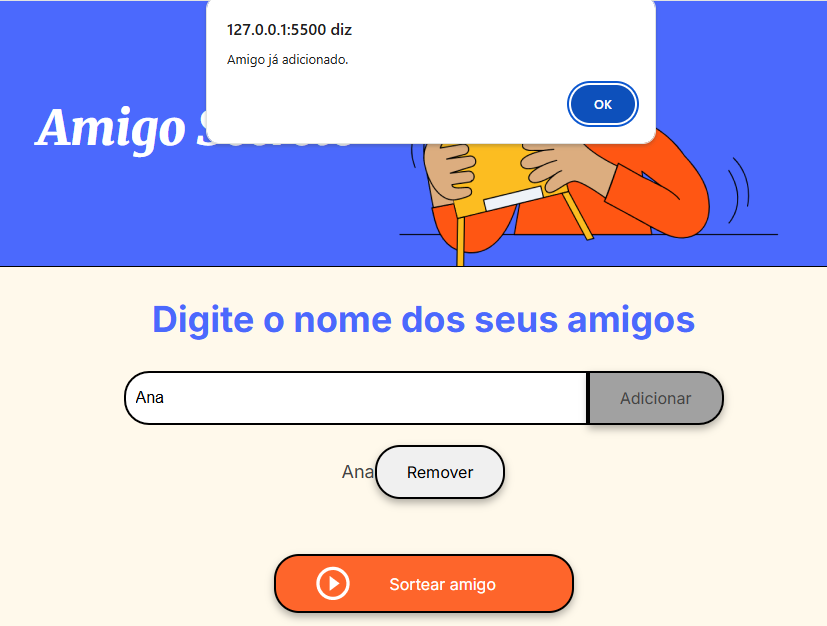 127.0.0.1:5500 diz
Amigo já adicionado.
OK
Amigo
Digite o nome dos seus amigos
Ana
Adicionar
Ana
Remover
Sortear amigo